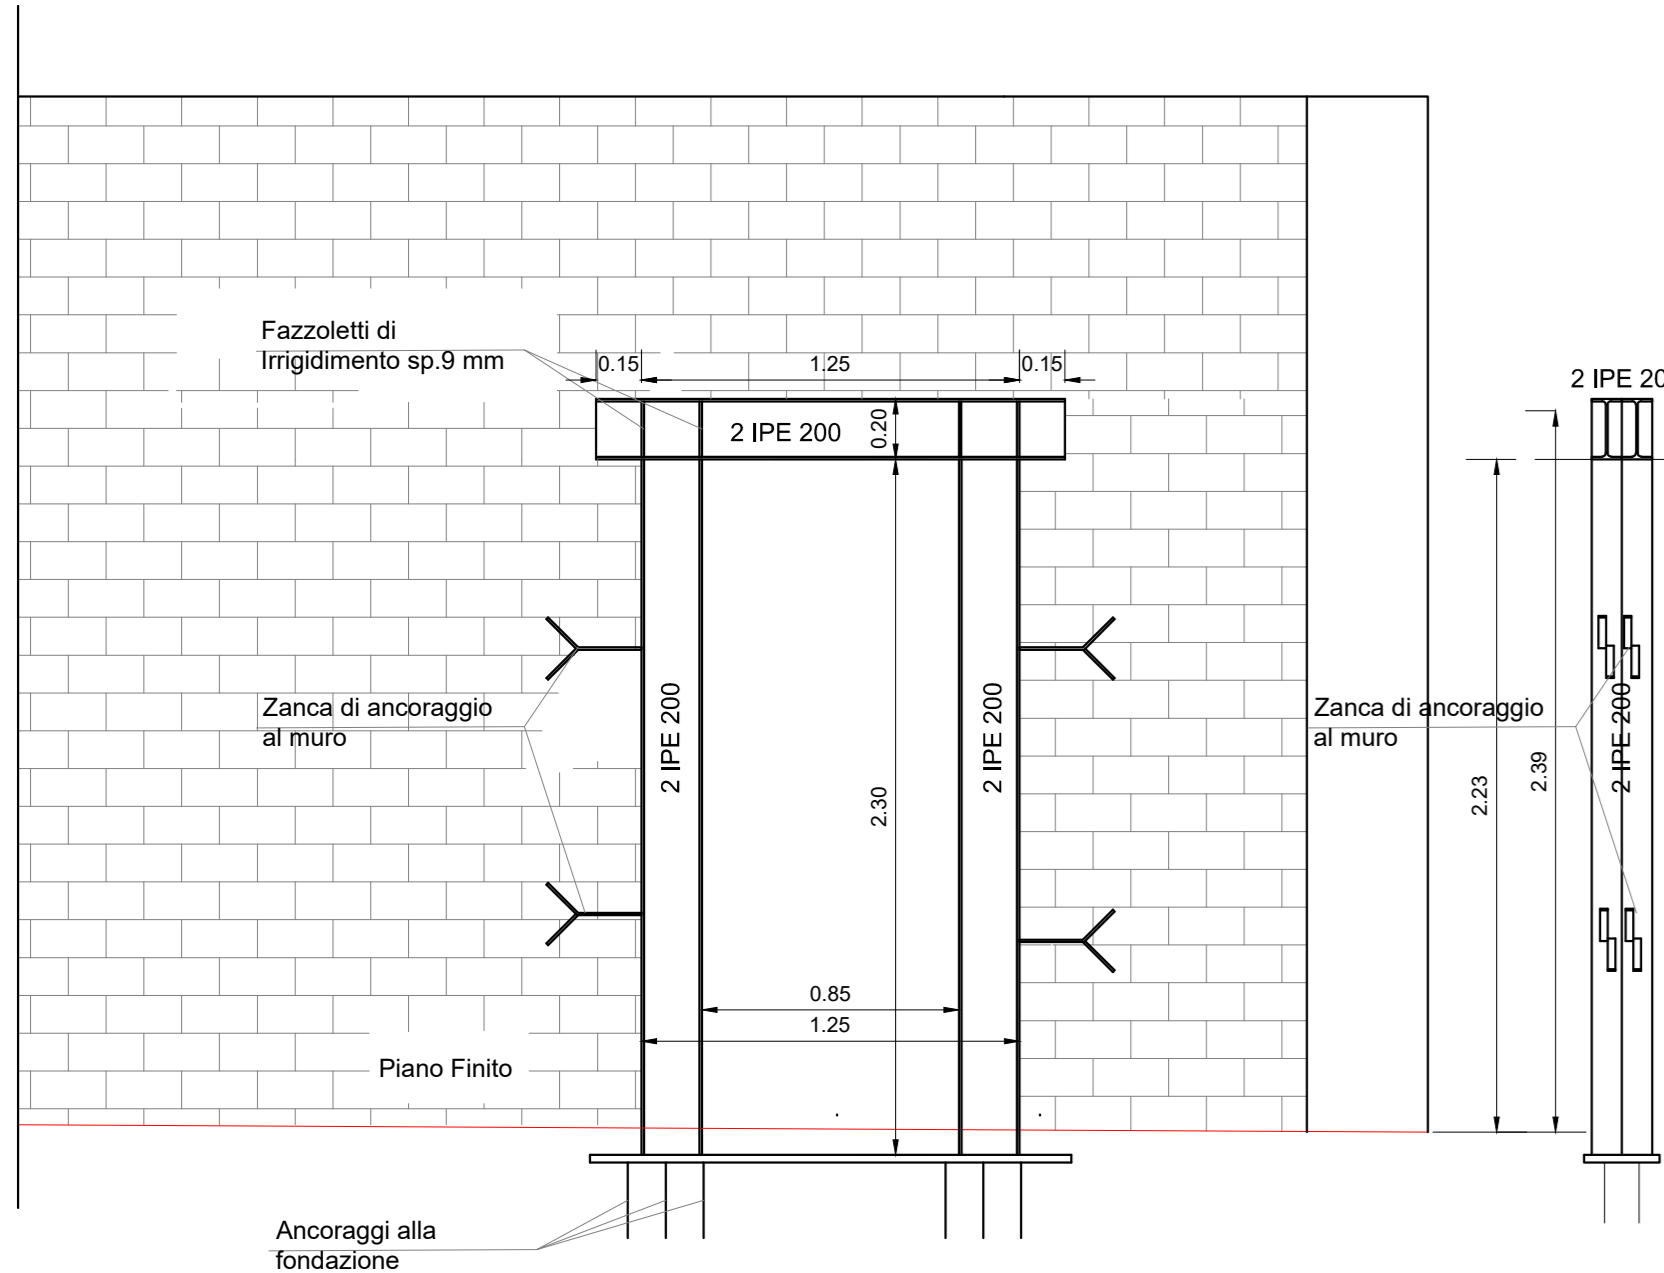 Fazzoletti di
Irrigidimento sp.9 mm
0.15
1.25
0.15
2 IPE 20
2 IPE 200
0.20
Zanca di ancoraggio
al muro
2 IPE 200
2.30
2 IPE 200
Zanca di ancoraggio
al muro
2.23
2.39
2 IPE 200
0.85
1.25
Piano Finito
Ancoraggi alla
fondazione